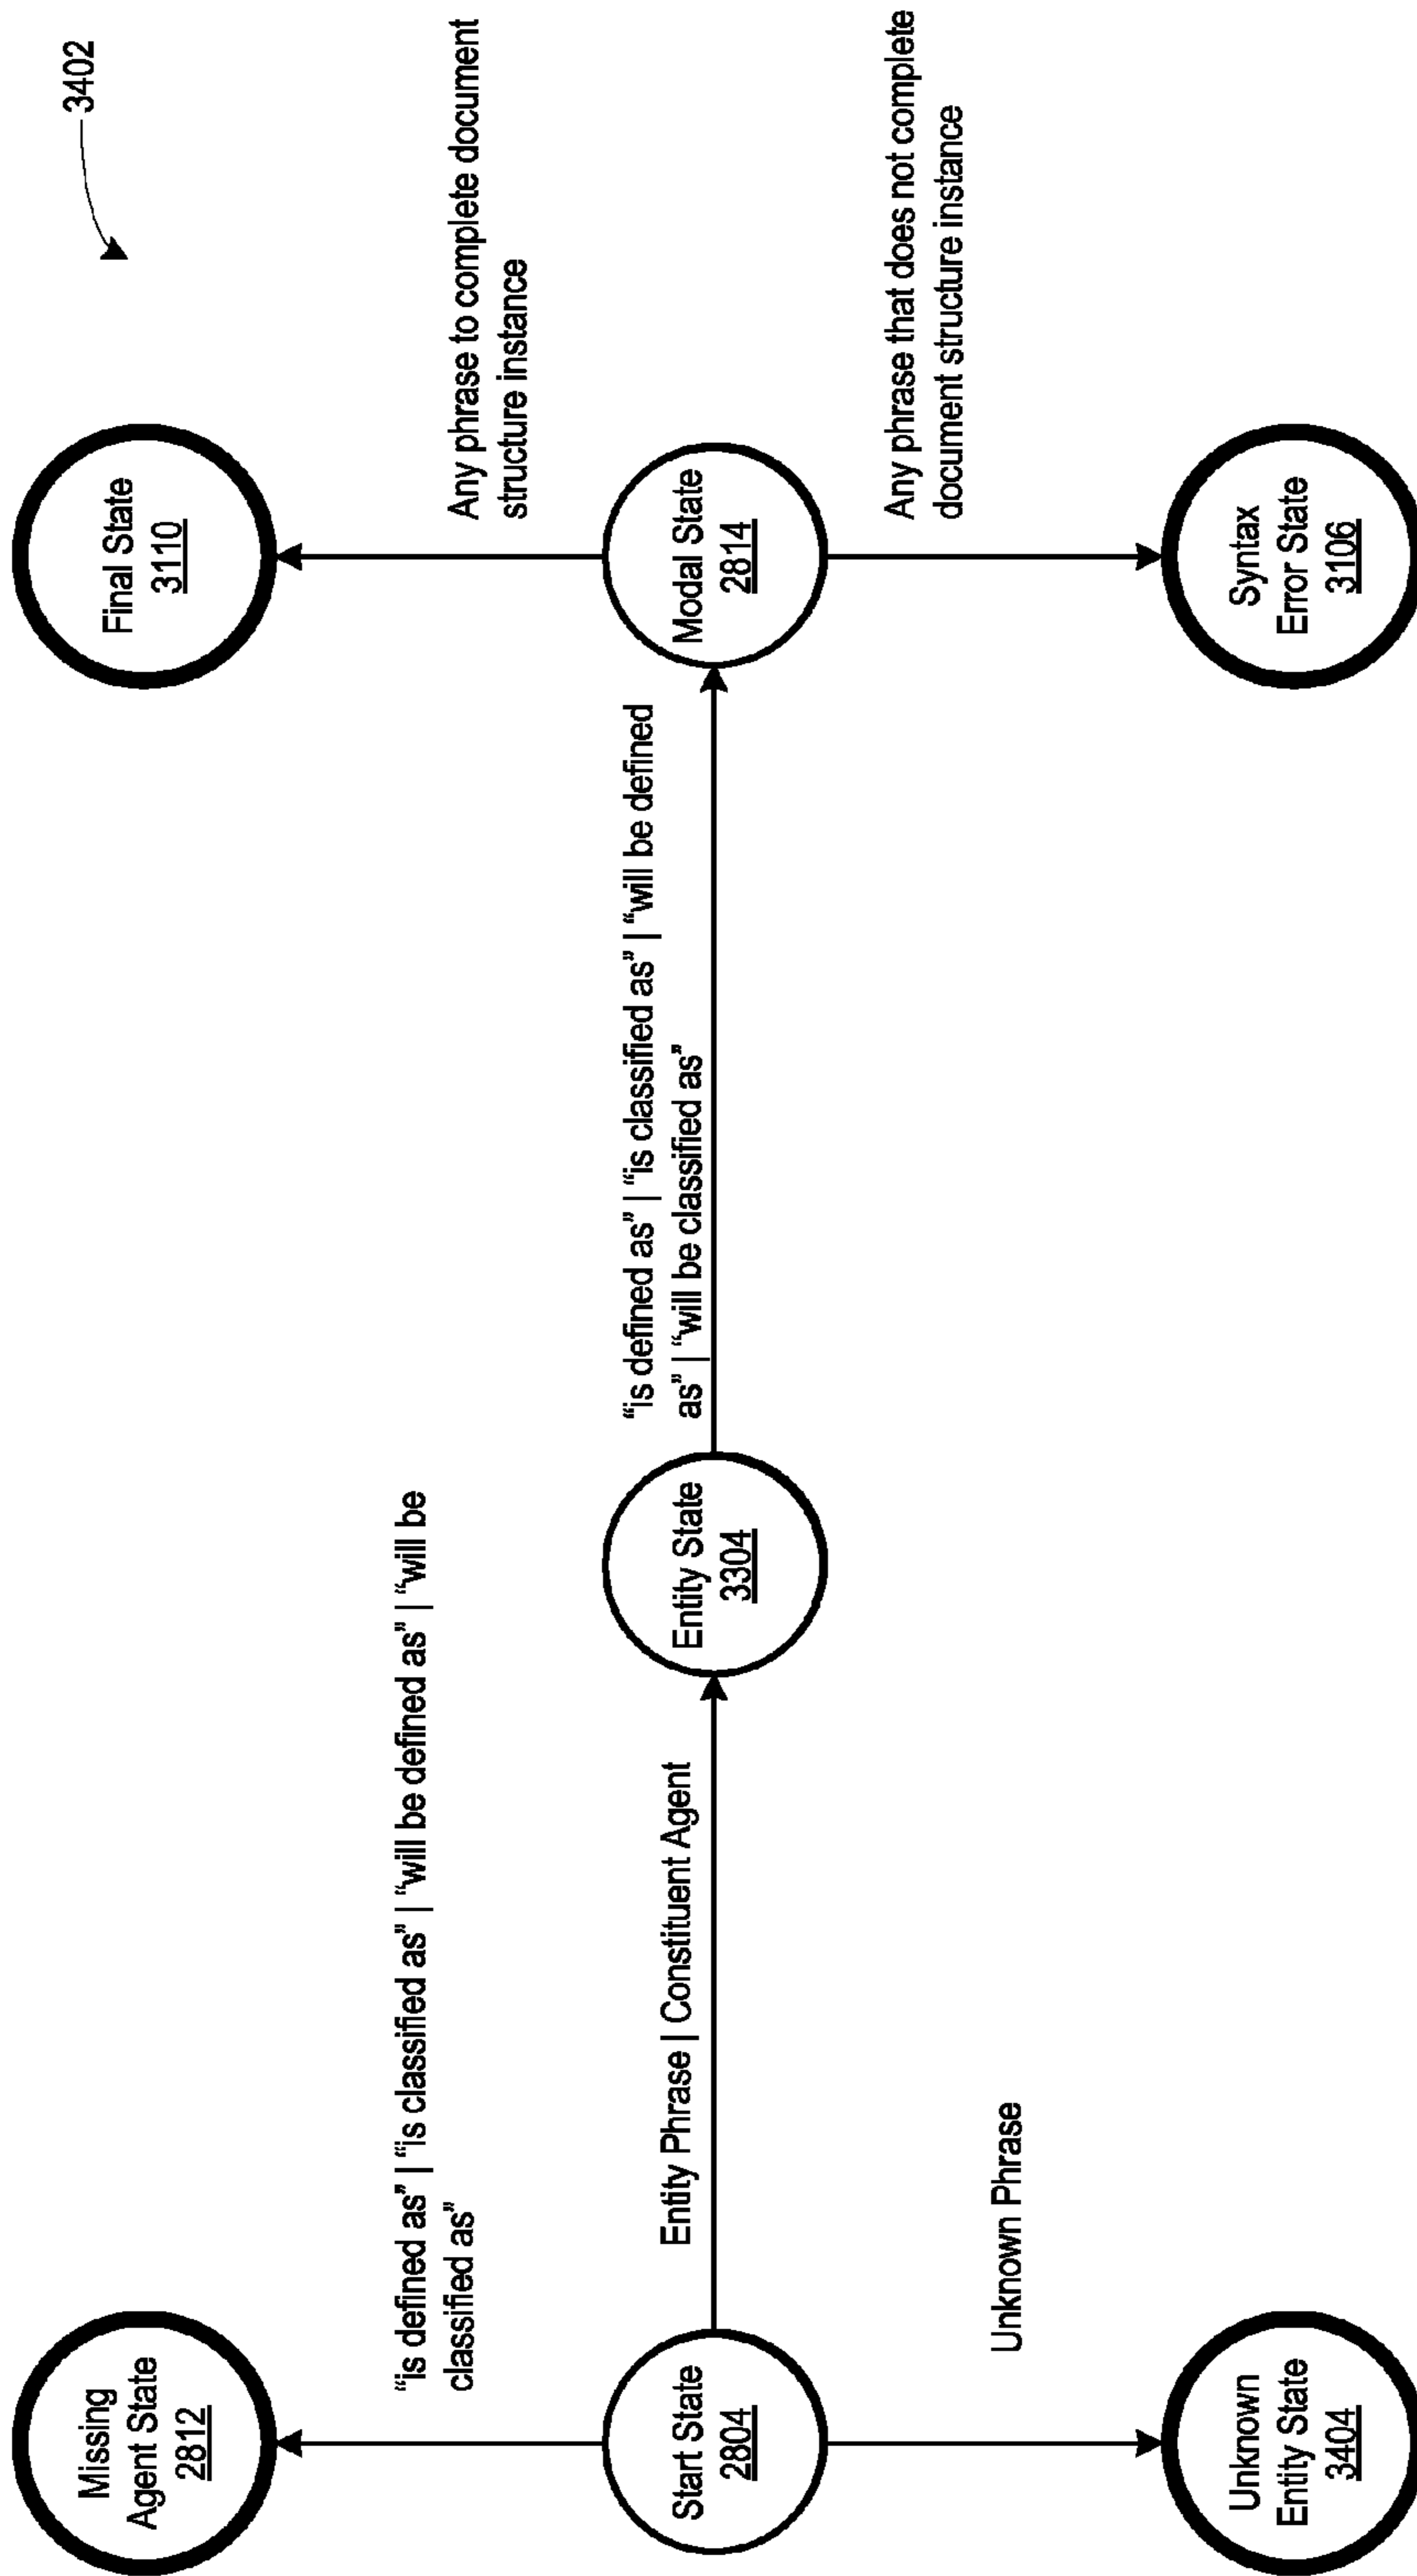 3402
Missing
Agent State
2812
"is defined as" | "is classified as" | "will be defined as" | "will be
classified as"
Final State
3110
Any phrase to complete document
structure instance
Start State
2804
Entity Phrase | Constituent Agent
Entity State
3304
"is defined as" | "is classified as" | "will be defined
as" | "will be classified as"
Modal State
2814
Unknown Phrase
Any phrase that does not complete
document structure instance
Unknown
Entity State
3404
Syntax
Error State
3106